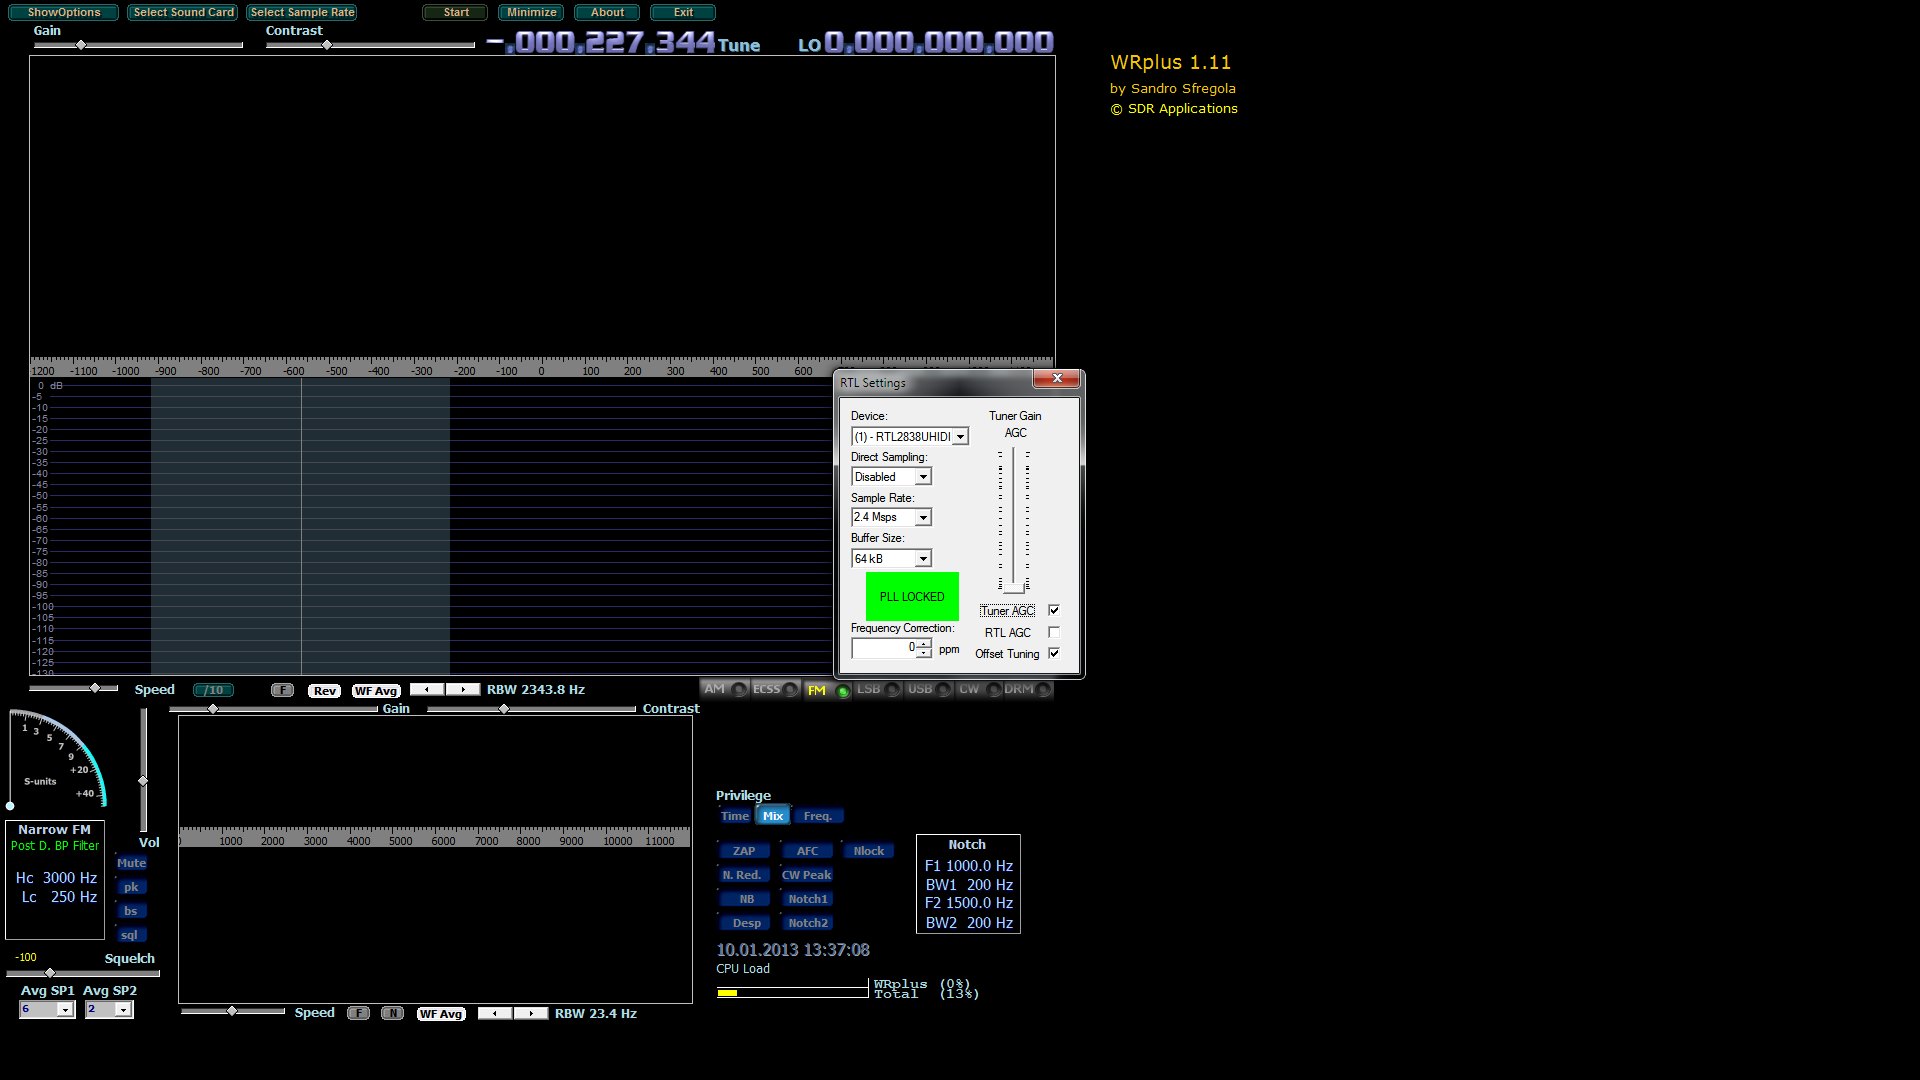 ShowOptions Select Sound Card Select Sample Rate Start Minimize About Exit
Gain Contrast
-.000.227.344 Tune LO 0.000.000.000
WRplus 1.11
by Sandro Sfregola
© SDR Applications
1200 -1100 -1000 -900 -800 -700 -600 -500 -400 -300 -200 -100 0 100 200 300 400 500 600
0 dB
-5
-10
-15
-20
-25
-30
-35
-40
-45
-50
-55
-60
-65
-70
-75
-80
-85
-90
-95
-100
-105
-110
-115
-120
-125
-130
RTL Settings
Device: Tuner Gain
(1) - RTL2838UHIDI AGC
Direct Sampling:
Disabled
Sample Rate:
2.4 Msps
Buffer Size:
64 kB
PLL LOCKED
Tuner AGC
Frequency Correction:
RTL AGC
0 ppm
Offset Tuning
Speed /10 F Rev WF Avg RBW 2343.8 Hz
AM ECSS FM LSB USB CW DRM
Gain Contrast
1 3 5 7 9 +20 +40
S-units
Narrow FM
Post D. BP Filter
Hc 3000 Hz
Lc 250 Hz
Vol
Mute
pk
bs
sql
1000 2000 3000 4000 5000 6000 7000 8000 9000 10000 11000
-100 Squelch
Avg SP1 Avg SP2
6 2
Speed F N WF Avg RBW 23.4 Hz
Privilege
Time Mix Freq.
ZAP AFC Nlock
N. Red. CW Peak
NB Notch1
Desp Notch2
Notch
F1 1000.0 Hz
BW1 200 Hz
F2 1500.0 Hz
BW2 200 Hz
10.01.2013 13:37:08
CPU Load
WRplus (0%)
Total (13%)